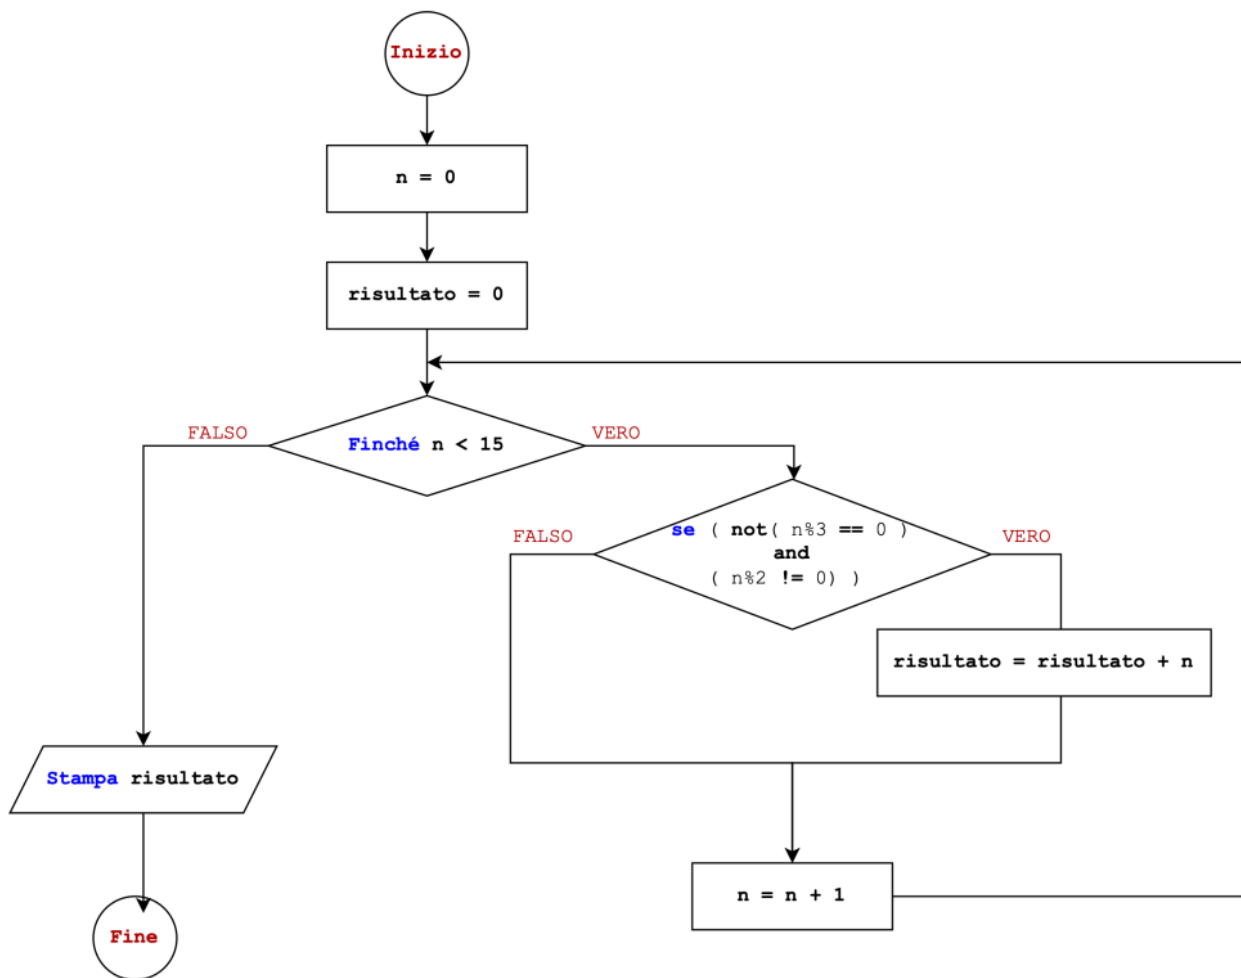 Inizio
n = 0
risultato = 0
FALSO
Finché n < 15
VERO
FALSO
se ( not( n%3 == 0 )
and
( n%2 != 0) )
VERO
risultato = risultato + n
Stampa risultato
n = n + 1
Fine